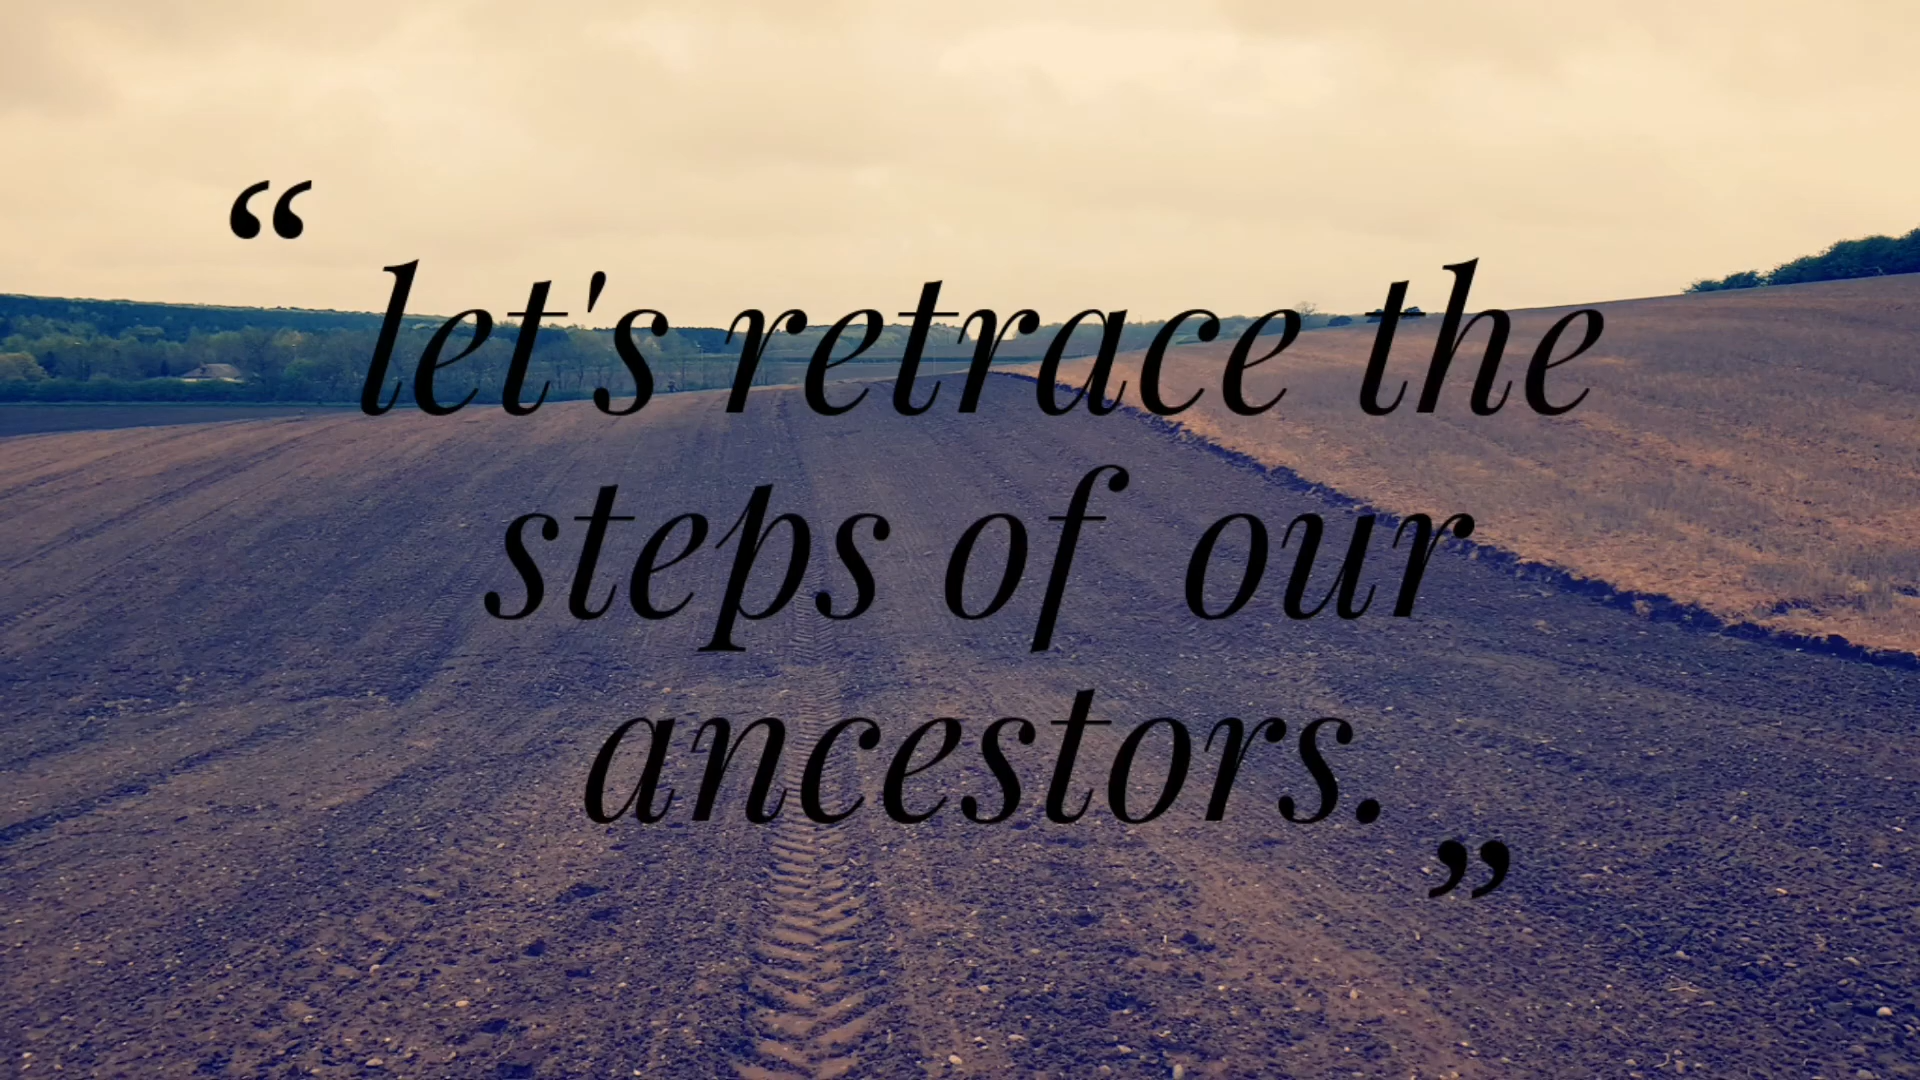 “let's retrace the
steps of our
ancestors.”